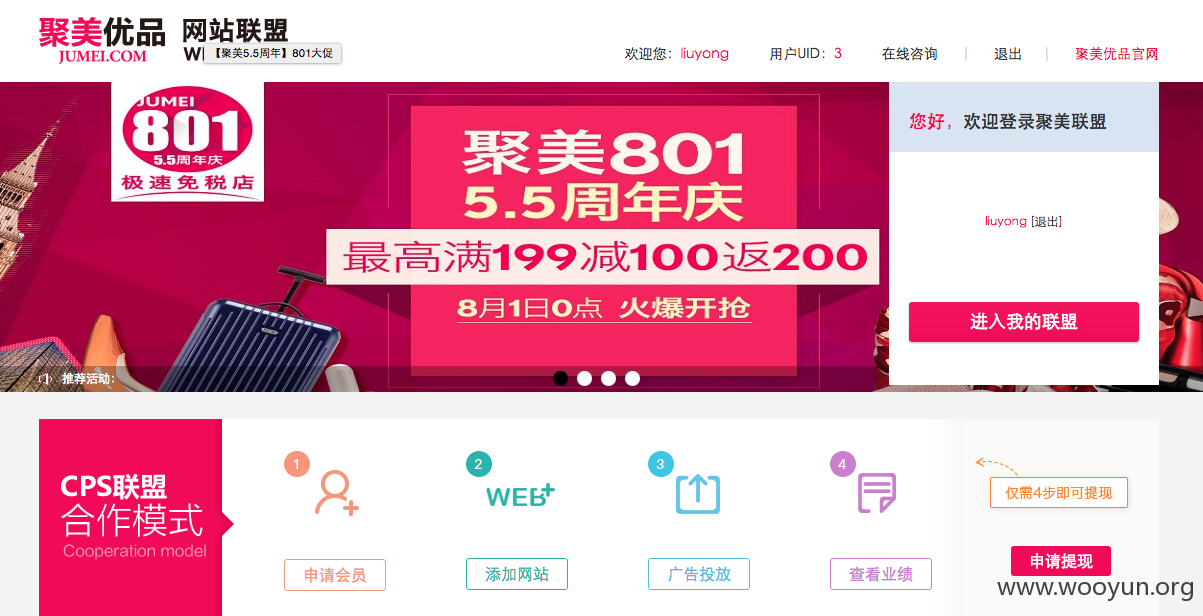 聚美优品 网站联盟
JUMEI.COM
【聚美5.5周年】801大促
欢迎您：liuyong 用户UID：3 在线咨询 | 退出 | 聚美优品官网
JUMEI
801
5.5周年庆
极速免税店
聚美801
5.5周年庆
最高满199减100返200
8月1日0点 火爆开抢
推荐活动：
您好，欢迎登录聚美联盟
liuyong [退出]
进入我的联盟
CPS联盟
合作模式
Cooperation model
1
2
3
4
WEB+
申请会员
添加网站
广告投放
查看业绩
仅需4步即可提现
申请提现
www.wooyun.org